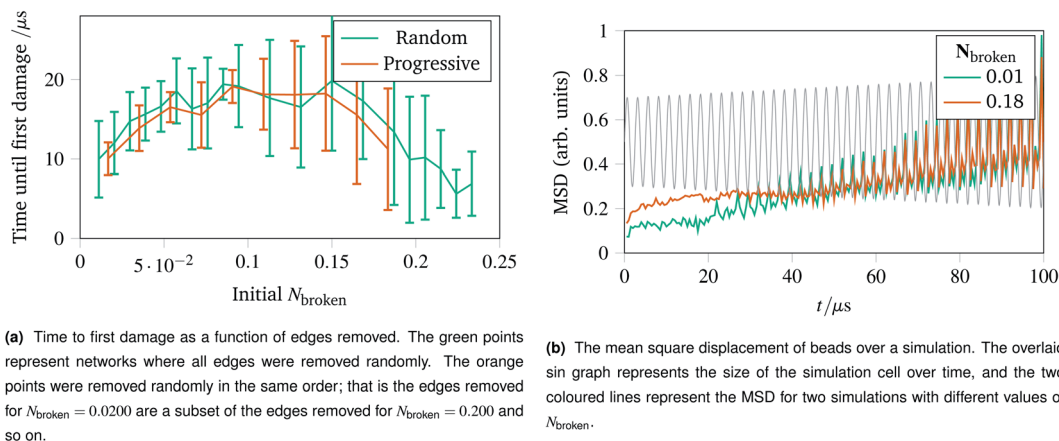 Time until first damage /μs
20
10
0
0
5 · 10⁻²
0.1
0.15
0.2
0.25
Initial N_broken
Random
Progressive
(a) Time to first damage as a function of edges removed. The green points
represent networks where all edges were removed randomly. The orange
points were removed randomly in the same order; that is the edges removed
for N_broken = 0.0200 are a subset of the edges removed for N_broken = 0.200 and
so on.
MSD (arb. units)
1
0.8
0.6
0.4
0.2
0
0
20
40
60
80
100
t/μs
N_broken
0.01
0.18
(b) The mean square displacement of beads over a simulation. The overlaid
sin graph represents the size of the simulation cell over time, and the two
coloured lines represent the MSD for two simulations with different values o
N_broken.